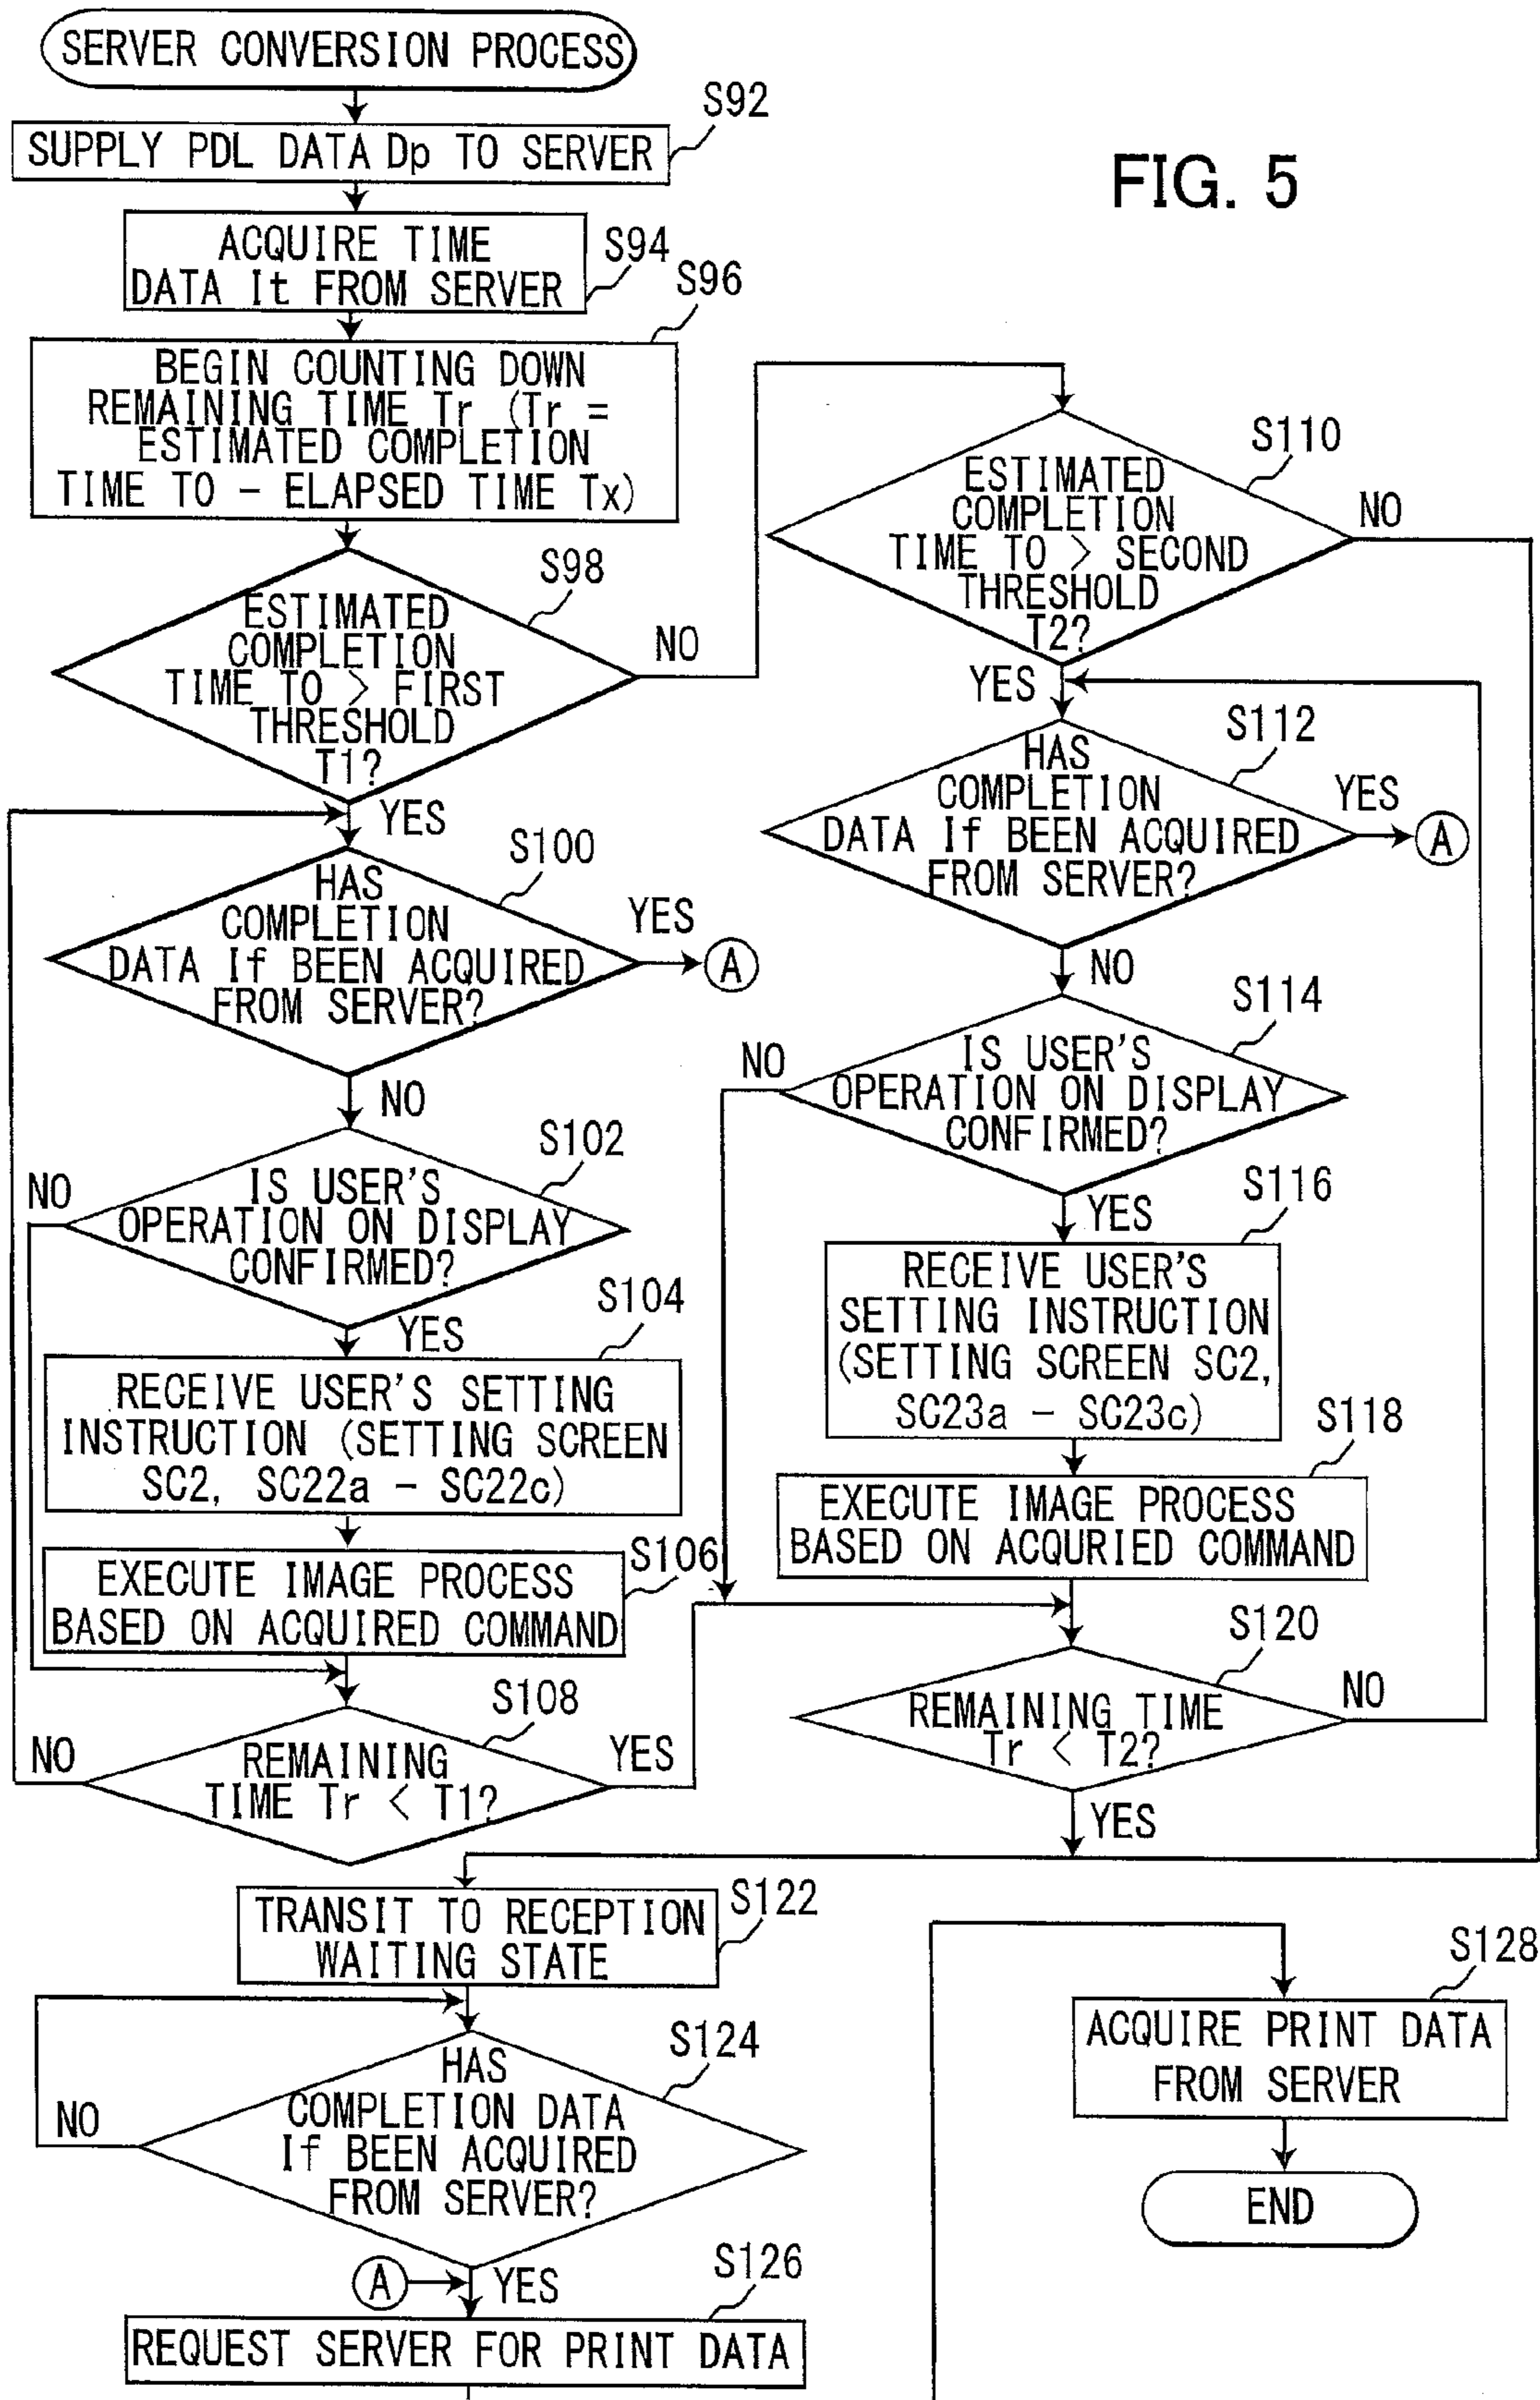 SERVER CONVERSION PROCESS
S92
SUPPLY PDL DATA Dp TO SERVER
FIG. 5
S94
ACQUIRE TIME
DATA It FROM SERVER
S96
BEGIN COUNTING DOWN
REMAINING TIME Tr (Tr =
ESTIMATED COMPLETION
TIME TO - ELAPSED TIME Tx)
S98
ESTIMATED
COMPLETION
TIME TO > FIRST
THRESHOLD
T1?
NO
YES
S100
HAS
COMPLETION
DATA If BEEN ACQUIRED
FROM SERVER?
YES
A
NO
S102
IS USER'S
OPERATION ON DISPLAY
CONFIRMED?
NO
YES
S104
RECEIVE USER'S SETTING
INSTRUCTION (SETTING SCREEN
SC2, SC22a - SC22c)
S106
EXECUTE IMAGE PROCESS
BASED ON ACQUIRED COMMAND
S108
REMAINING
TIME Tr < T1?
NO
YES
S110
ESTIMATED
COMPLETION
TIME TO > SECOND
THRESHOLD
T2?
NO
YES
S112
HAS
COMPLETION
DATA If BEEN ACQUIRED
FROM SERVER?
YES
A
NO
S114
IS USER'S
OPERATION ON DISPLAY
CONFIRMED?
NO
YES
S116
RECEIVE USER'S
SETTING INSTRUCTION
(SETTING SCREEN SC2,
SC23a - SC23c)
S118
EXECUTE IMAGE PROCESS
BASED ON ACQURIED COMMAND
S120
REMAINING TIME
Tr < T2?
NO
YES
S122
TRANSIT TO RECEPTION
WAITING STATE
S124
HAS
COMPLETION DATA
If BEEN ACQUIRED
FROM SERVER?
NO
A
YES
S126
REQUEST SERVER FOR PRINT DATA
S128
ACQUIRE PRINT DATA
FROM SERVER
END